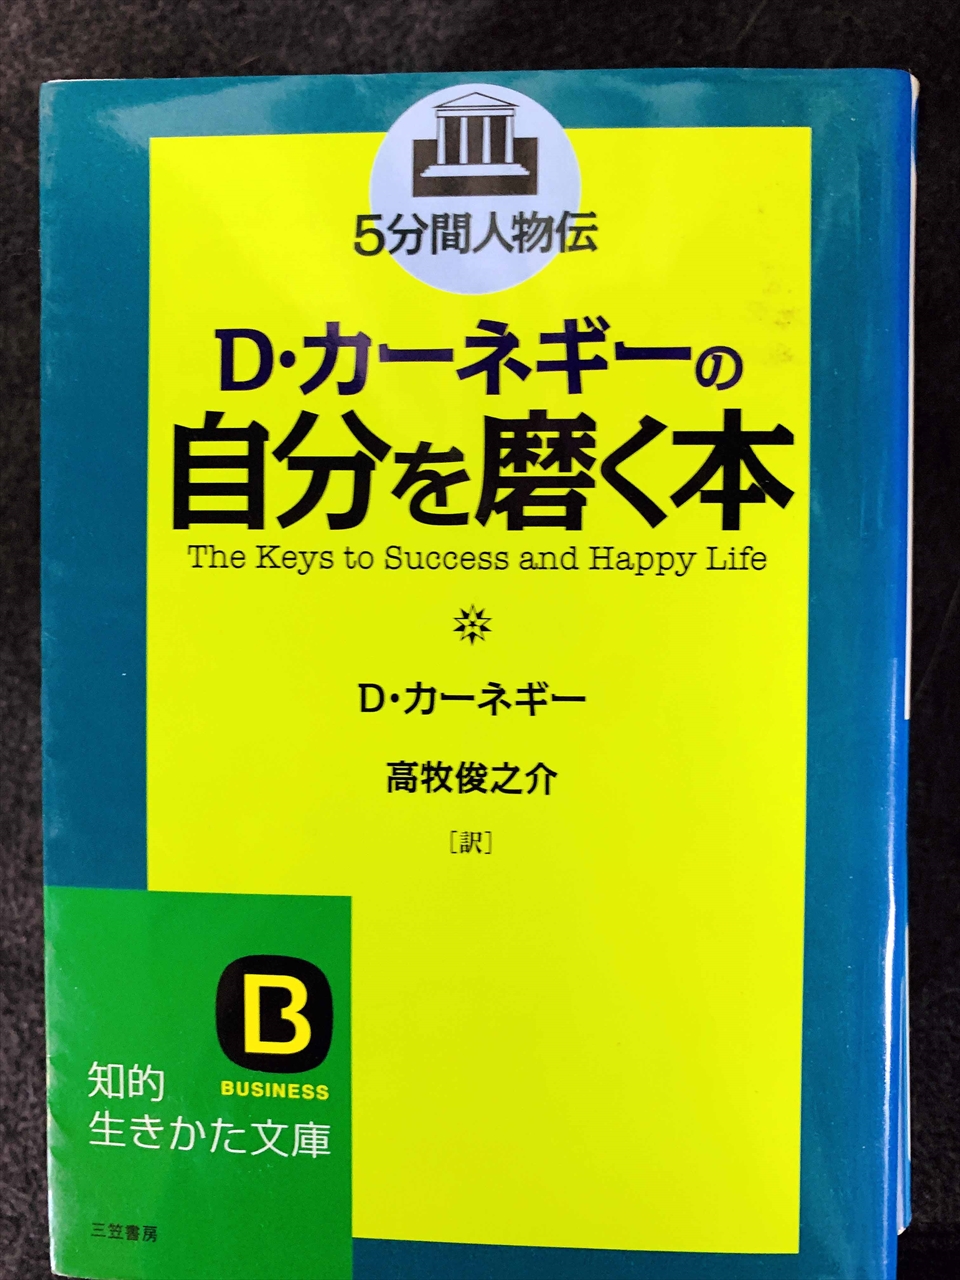 5分間人物伝
D・カーネギーの
自分を磨く本
The Keys to Success and Happy Life
D・カーネギー
高牧俊之介
［訳］
B
BUSINESS
知的
生きかた文庫
三笠書房